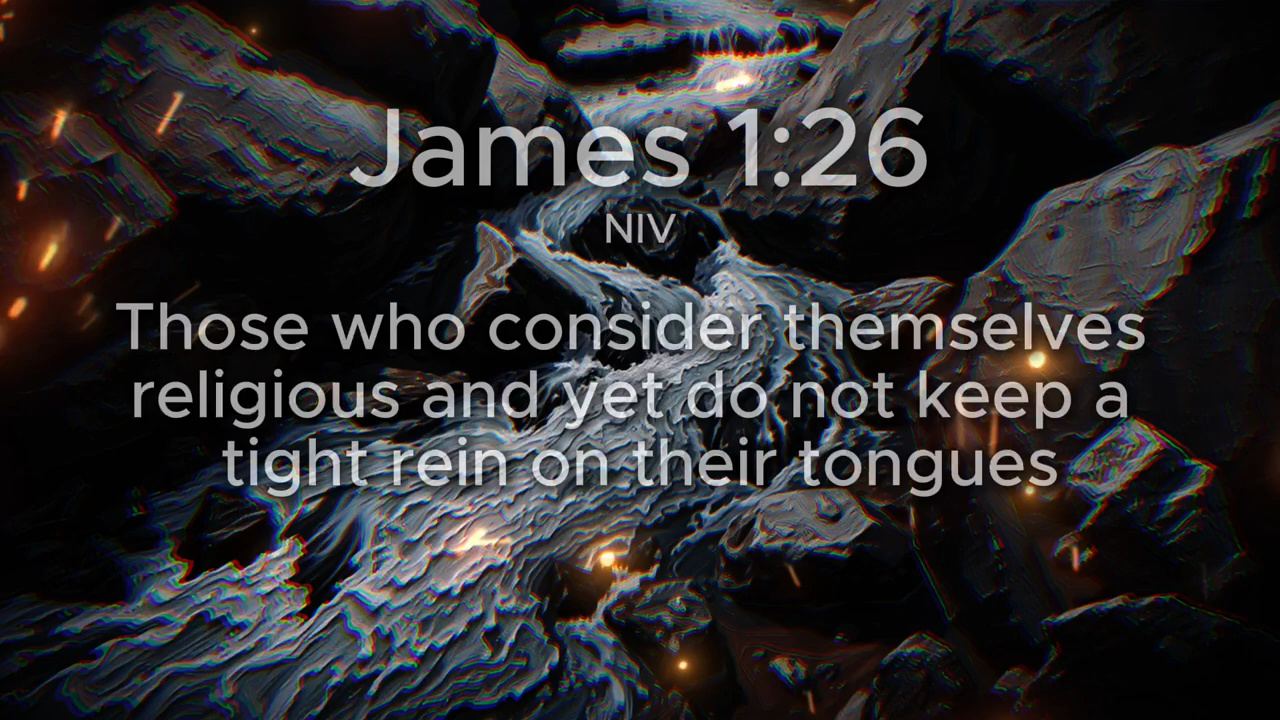 James 1:26
NIV
Those who consider themselves
religious and yet do not keep a
tight rein on their tongues